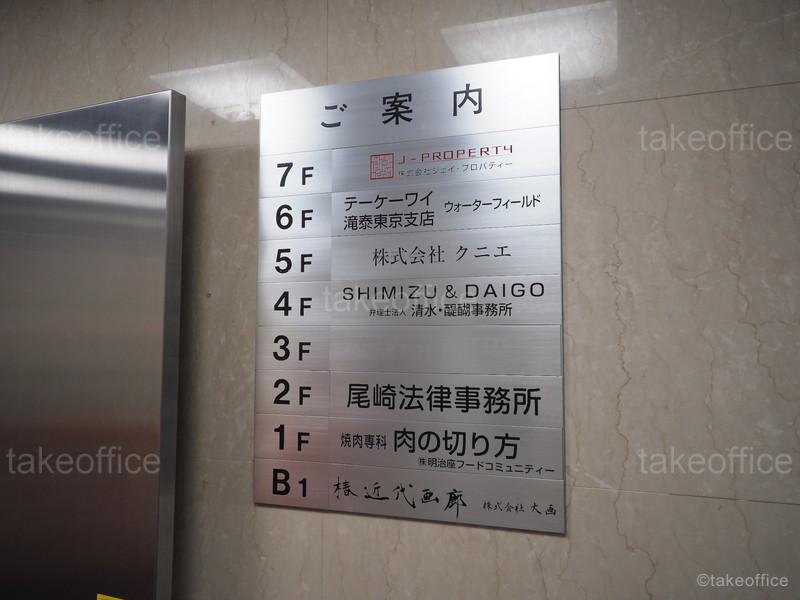 ご案内
7F
J-PROPERTY
株式会社ジェイ・プロパティー
6F
テーケーワイ
滝泰東京支店
ウォーターフィールド
5F
株式会社 クニエ
4F
SHIMIZU & DAIGO
弁理士法人 清水・醍醐事務所
3F
2F
尾崎法律事務所
1F
焼肉専科 肉の切り方
㈱明治座フードコミュニティー
B1
椿近代画廊 株式会社 大画
takeoffice
takeoffice
takeoffice
takeoffice
takeoffice
©takeoffice